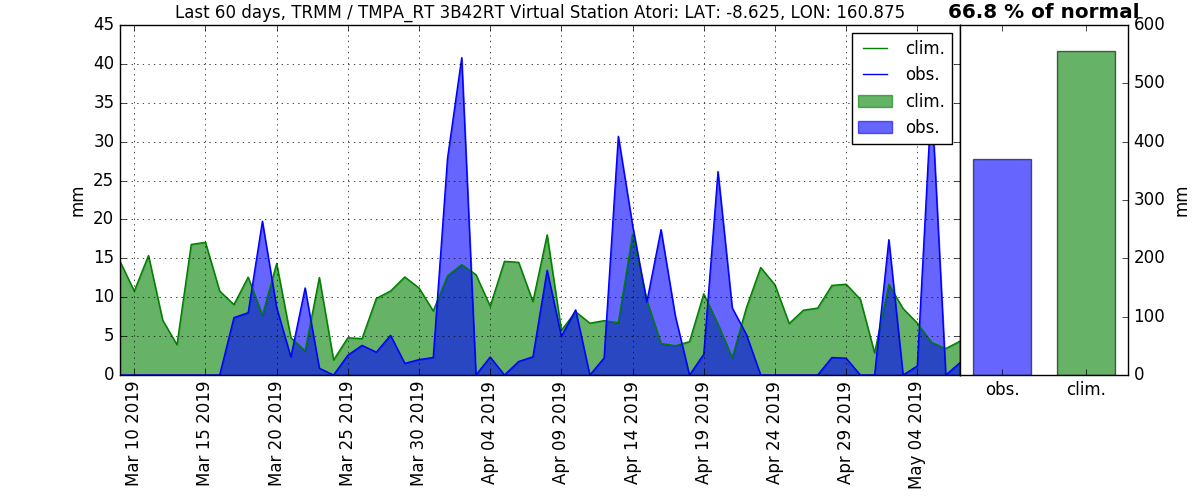 Last 60 days, TRMM / TMPA_RT 3B42RT Virtual Station Atori: LAT: -8.625, LON: 160.875
66.8 % of normal
45
40
35
30
25
20
15
10
5
0
mm
clim.
obs.
clim.
obs.
600
500
400
300
200
100
0
mm
obs.
clim.
Mar 10 2019
Mar 15 2019
Mar 20 2019
Mar 25 2019
Mar 30 2019
Apr 04 2019
Apr 09 2019
Apr 14 2019
Apr 19 2019
Apr 24 2019
Apr 29 2019
May 04 2019